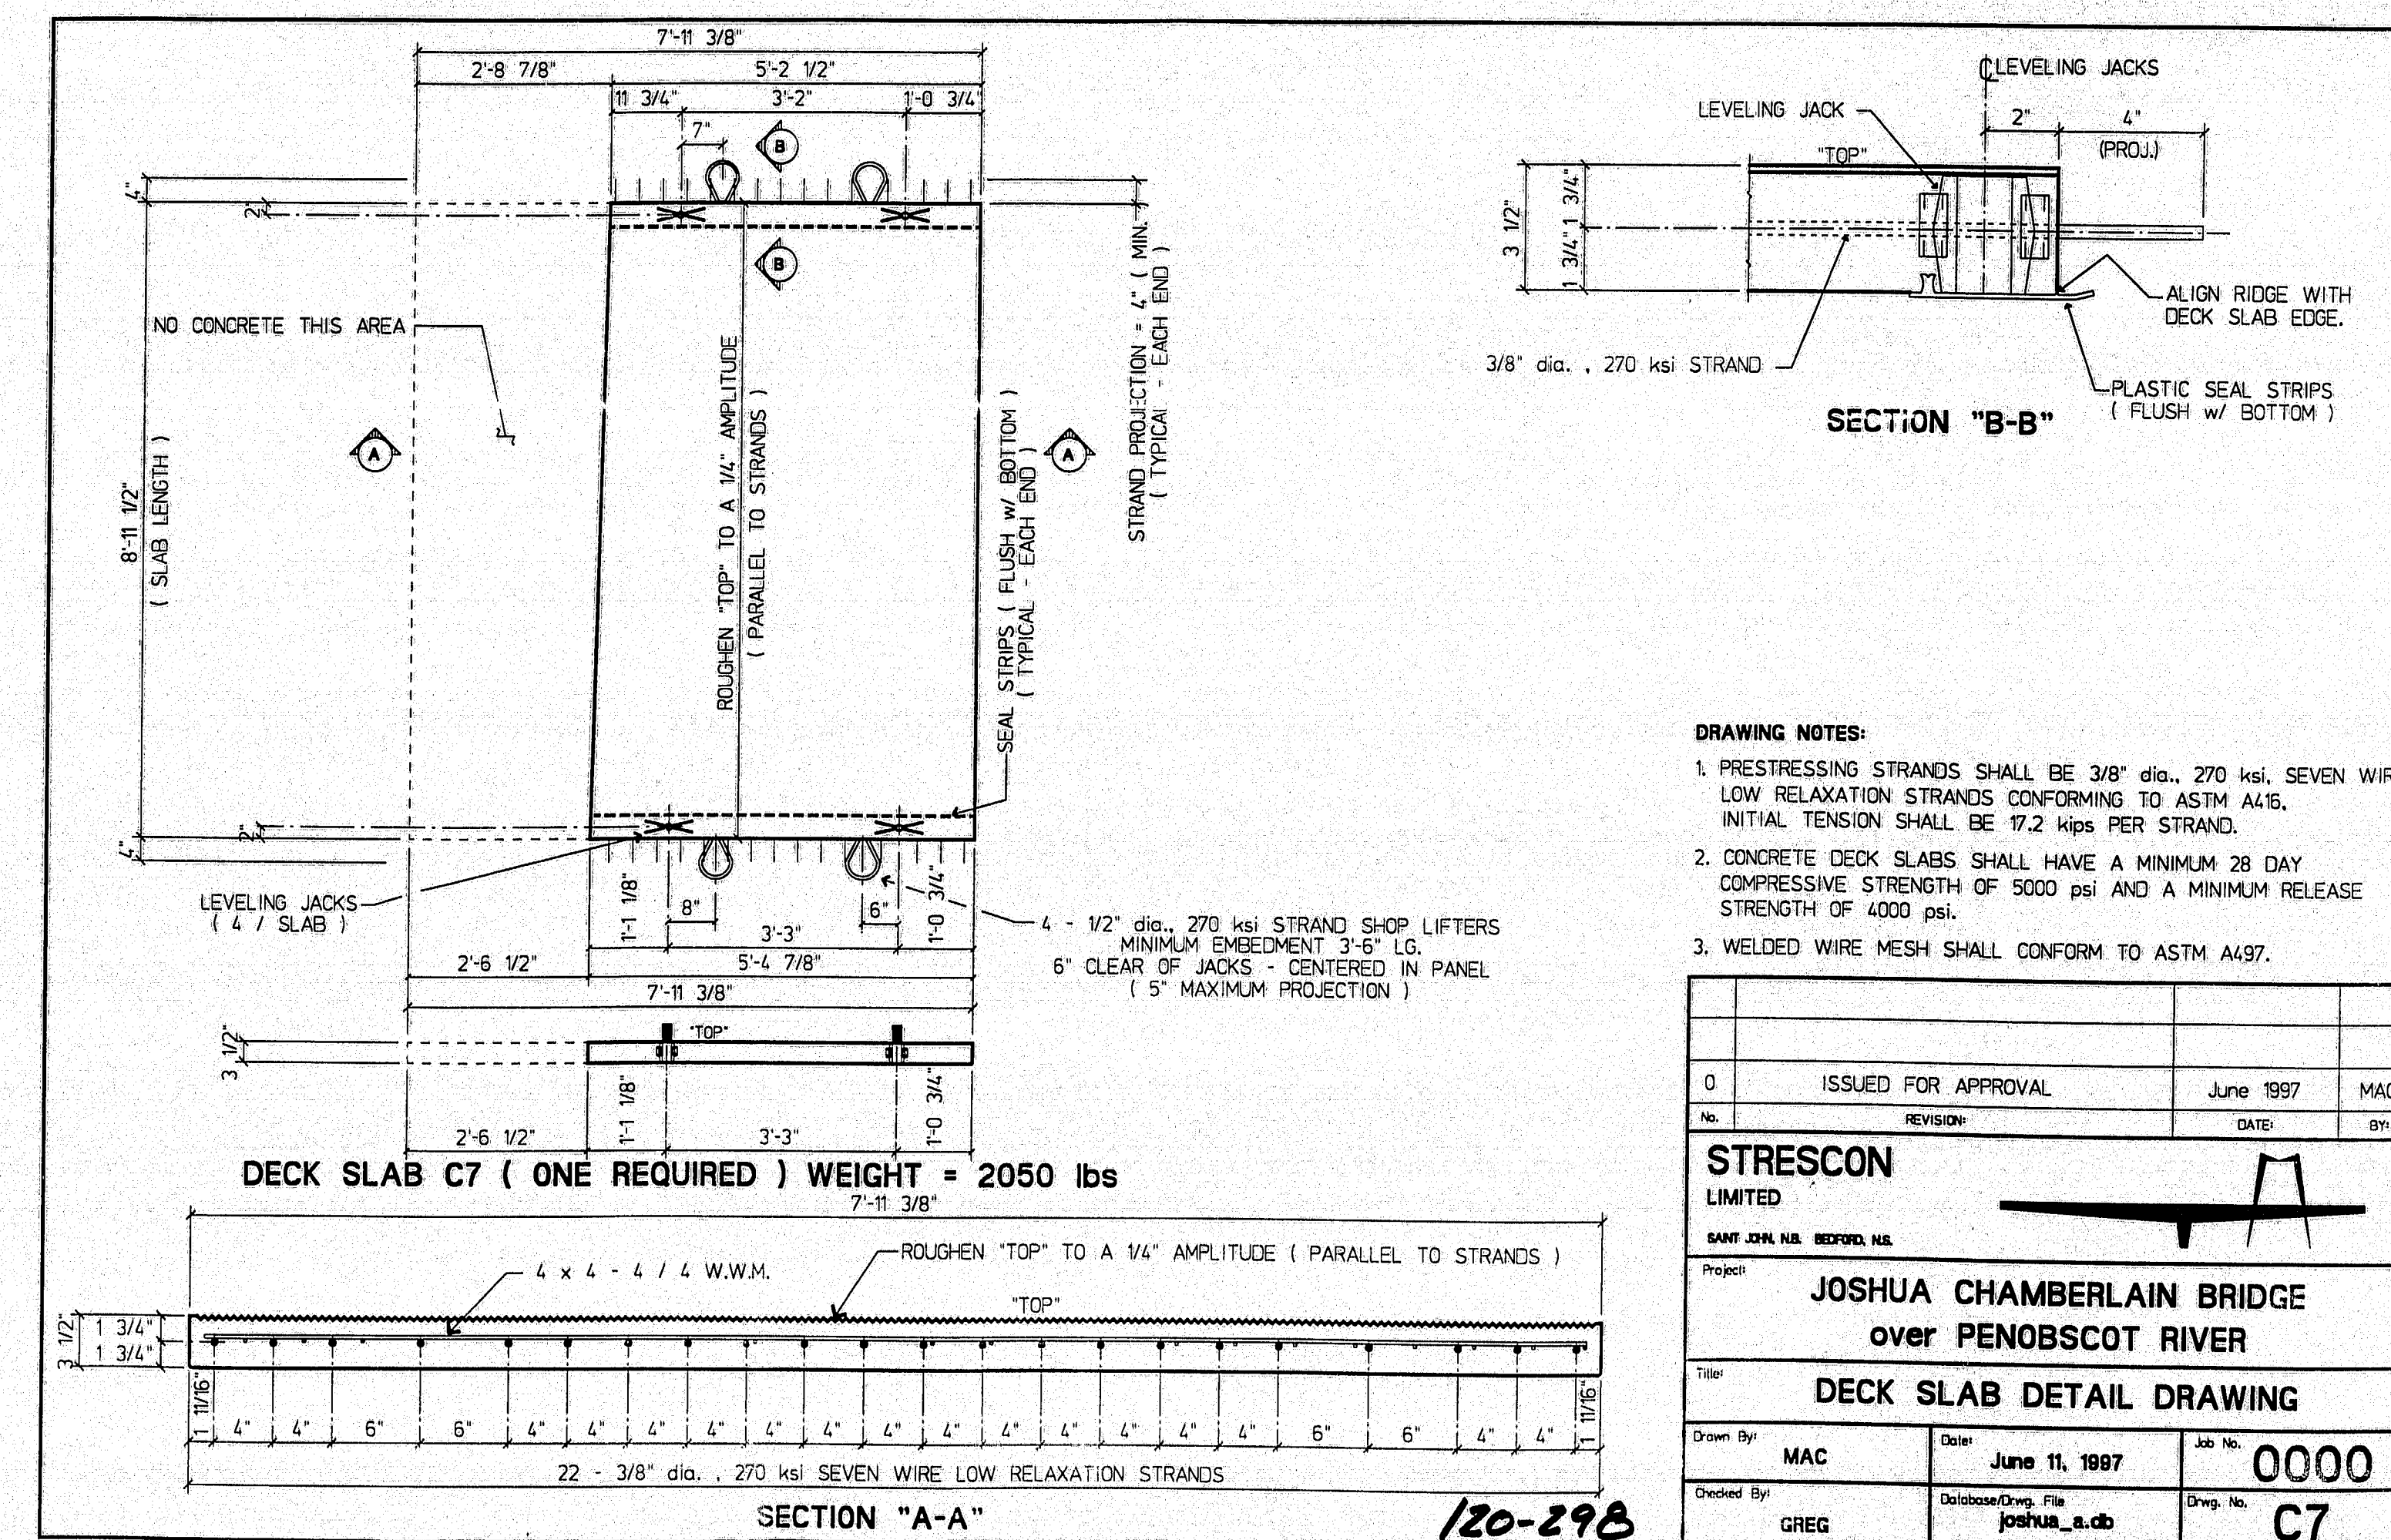 7'-11 3/8"
2'-8 7/8" 5'-2 1/2"
11 3/4" 3'-2" 1'-0 3/4"
7"
B
4"
2"
B
NO CONCRETE THIS AREA
A
A
8'-11 1/2"
( SLAB LENGTH )
ROUGHEN "TOP" TO A 1/4" AMPLITUDE
( PARALLEL TO STRANDS )
SEAL STRIPS ( FLUSH w/ BOTTOM )
( TYPICAL - EACH END )
STRAND PROJECTION = 4" ( MIN. )
( TYPICAL - EACH END )
2"
4"
LEVELING JACKS
( 4 / SLAB )
1'-1 1/8"
8"
6"
1'-0 3/4"
3'-3"
2'-6 1/2" 5'-4 7/8"
7'-11 3/8"
4 - 1/2" dia., 270 ksi STRAND SHOP LIFTERS
MINIMUM EMBEDMENT 3'-6" LG.
6" CLEAR OF JACKS - CENTERED IN PANEL
( 5" MAXIMUM PROJECTION )
"TOP"
3 1/2"
1'-1 1/8"
1'-0 3/4"
2'-6 1/2" 3'-3"
DECK SLAB C7 ( ONE REQUIRED ) WEIGHT = 2050 lbs
7'-11 3/8"
ROUGHEN "TOP" TO A 1/4" AMPLITUDE ( PARALLEL TO STRANDS )
4 x 4 - 4 / 4 W.W.M.
"TOP"
3 1/2"
1 3/4"
1 3/4"
1 11/16"
4" 4" 6" 6" 4" 4" 4" 4" 4" 4" 4" 4" 4" 4" 4" 4" 4" 6" 6" 4" 4"
1 11/16"
22 - 3/8" dia. , 270 ksi SEVEN WIRE LOW RELAXATION STRANDS
SECTION "A-A"
120-298
℄ LEVELING JACKS
LEVELING JACK
2" 4"
(PROJ.)
"TOP"
3 1/2"
1 3/4"
1 3/4"
ALIGN RIDGE WITH
DECK SLAB EDGE.
3/8" dia. , 270 ksi STRAND
PLASTIC SEAL STRIPS
( FLUSH w/ BOTTOM )
SECTION "B-B"
DRAWING NOTES:
1. PRESTRESSING STRANDS SHALL BE 3/8" dia., 270 ksi, SEVEN WIR
LOW RELAXATION STRANDS CONFORMING TO ASTM A416.
INITIAL TENSION SHALL BE 17.2 kips PER STRAND.
2. CONCRETE DECK SLABS SHALL HAVE A MINIMUM 28 DAY
COMPRESSIVE STRENGTH OF 5000 psi AND A MINIMUM RELEASE
STRENGTH OF 4000 psi.
3. WELDED WIRE MESH SHALL CONFORM TO ASTM A497.
0 ISSUED FOR APPROVAL June 1997 MAC
No. REVISION: DATE: BY:
STRESCON
LIMITED
SAINT JOHN, N.B. BEDFORD, N.S.
Project:
JOSHUA CHAMBERLAIN BRIDGE
over PENOBSCOT RIVER
Title:
DECK SLAB DETAIL DRAWING
Drawn By: Date: Job No.
MAC June 11, 1997 0000
Checked By: Database/Drwg. File Drwg. No.
GREG joshua_a.db C7